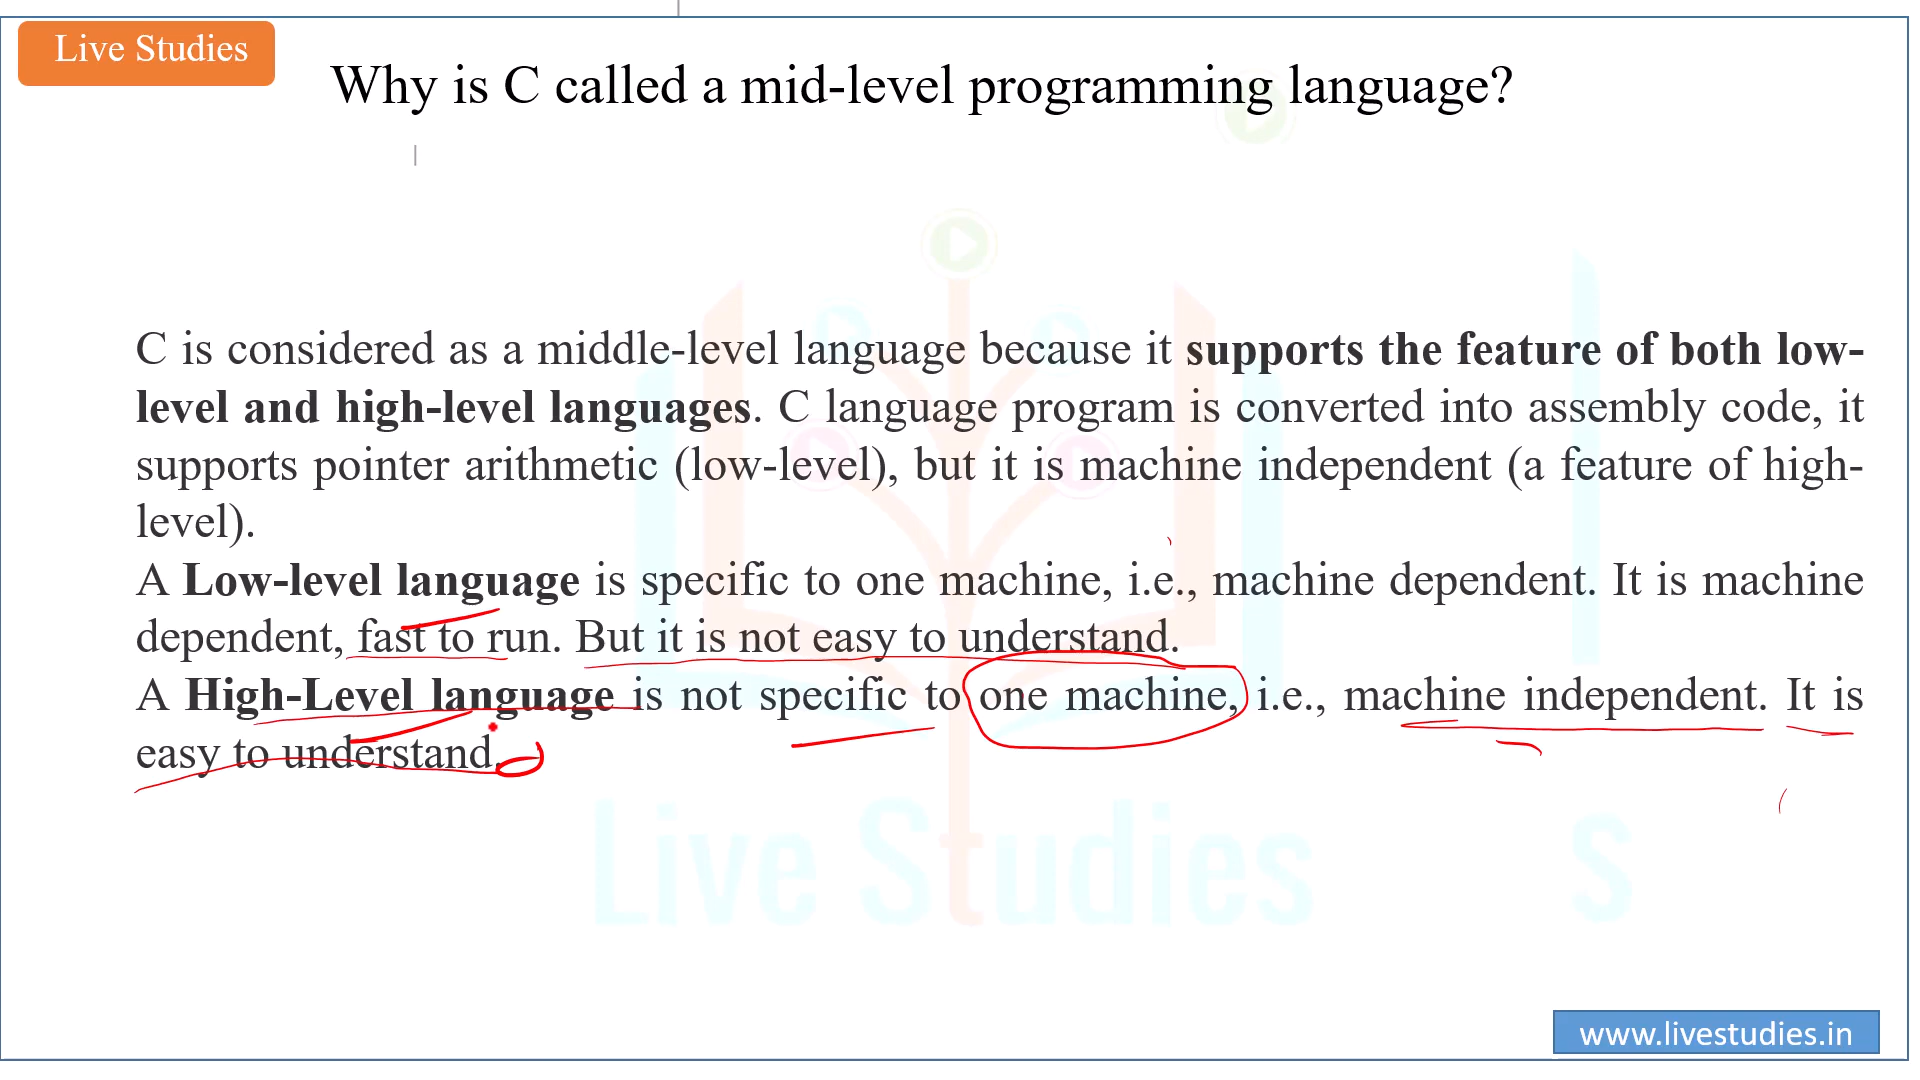 Live Studies
Why is C called a mid-level programming language?
C is considered as a middle-level language because it supports the feature of both low-
level and high-level languages. C language program is converted into assembly code, it
supports pointer arithmetic (low-level), but it is machine independent (a feature of high-
level).
A Low-level language is specific to one machine, i.e., machine dependent. It is machine
dependent, fast to run. But it is not easy to understand.
A High-Level language is not specific to one machine, i.e., machine independent. It is
easy to understand.
Live Studies
S
www.livestudies.in